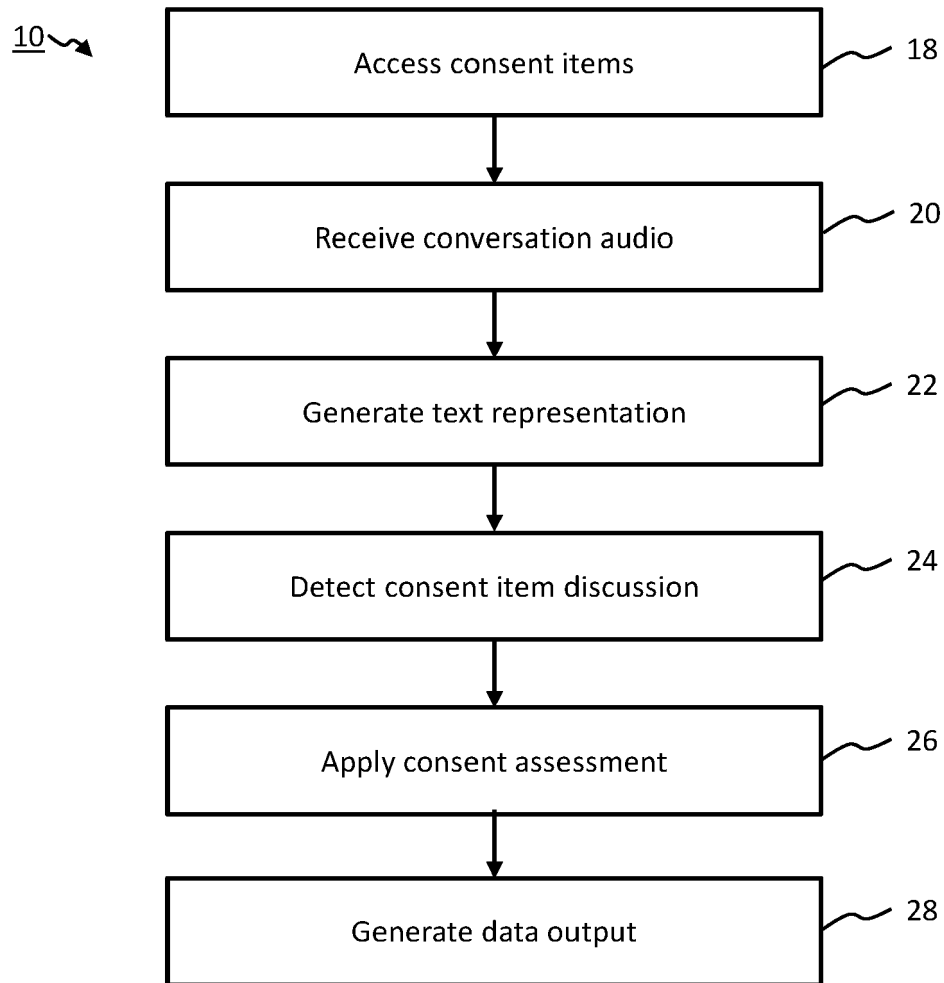 10
Access consent items
18
Receive conversation audio
20
Generate text representation
22
Detect consent item discussion
24
Apply consent assessment
26
Generate data output
28